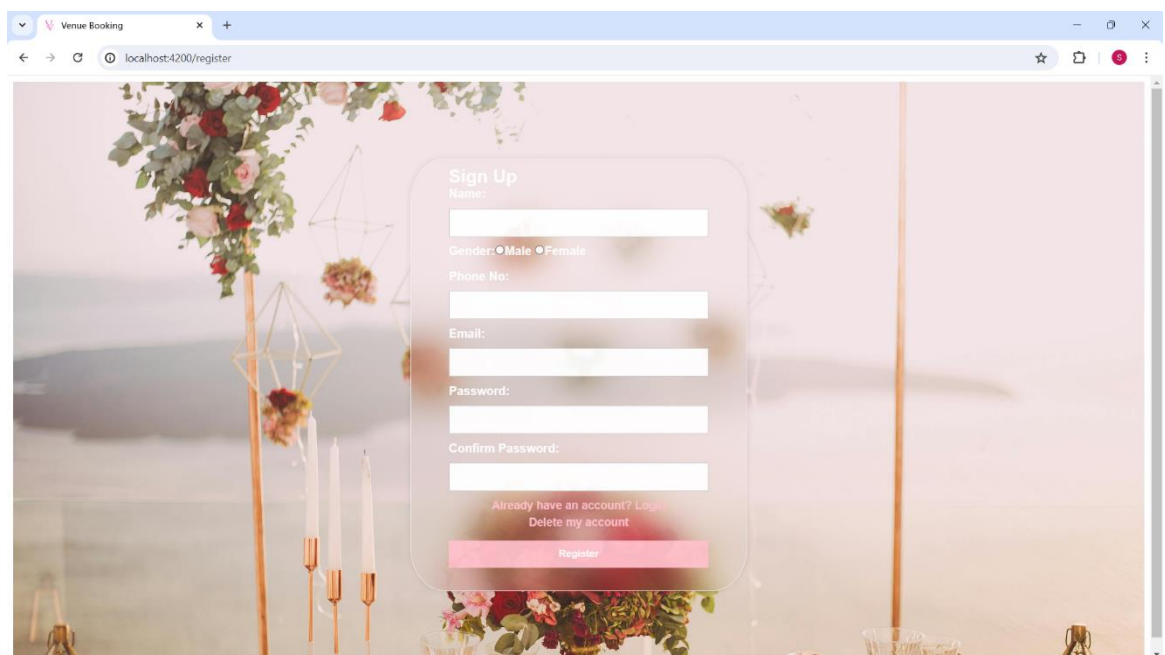 Venue Booking
localhost:4200/register
S
Sign Up
Name:
Gender: Male Female
Phone No:
Email:
Password:
Confirm Password:
Already have an account? Login
Delete my account
Register